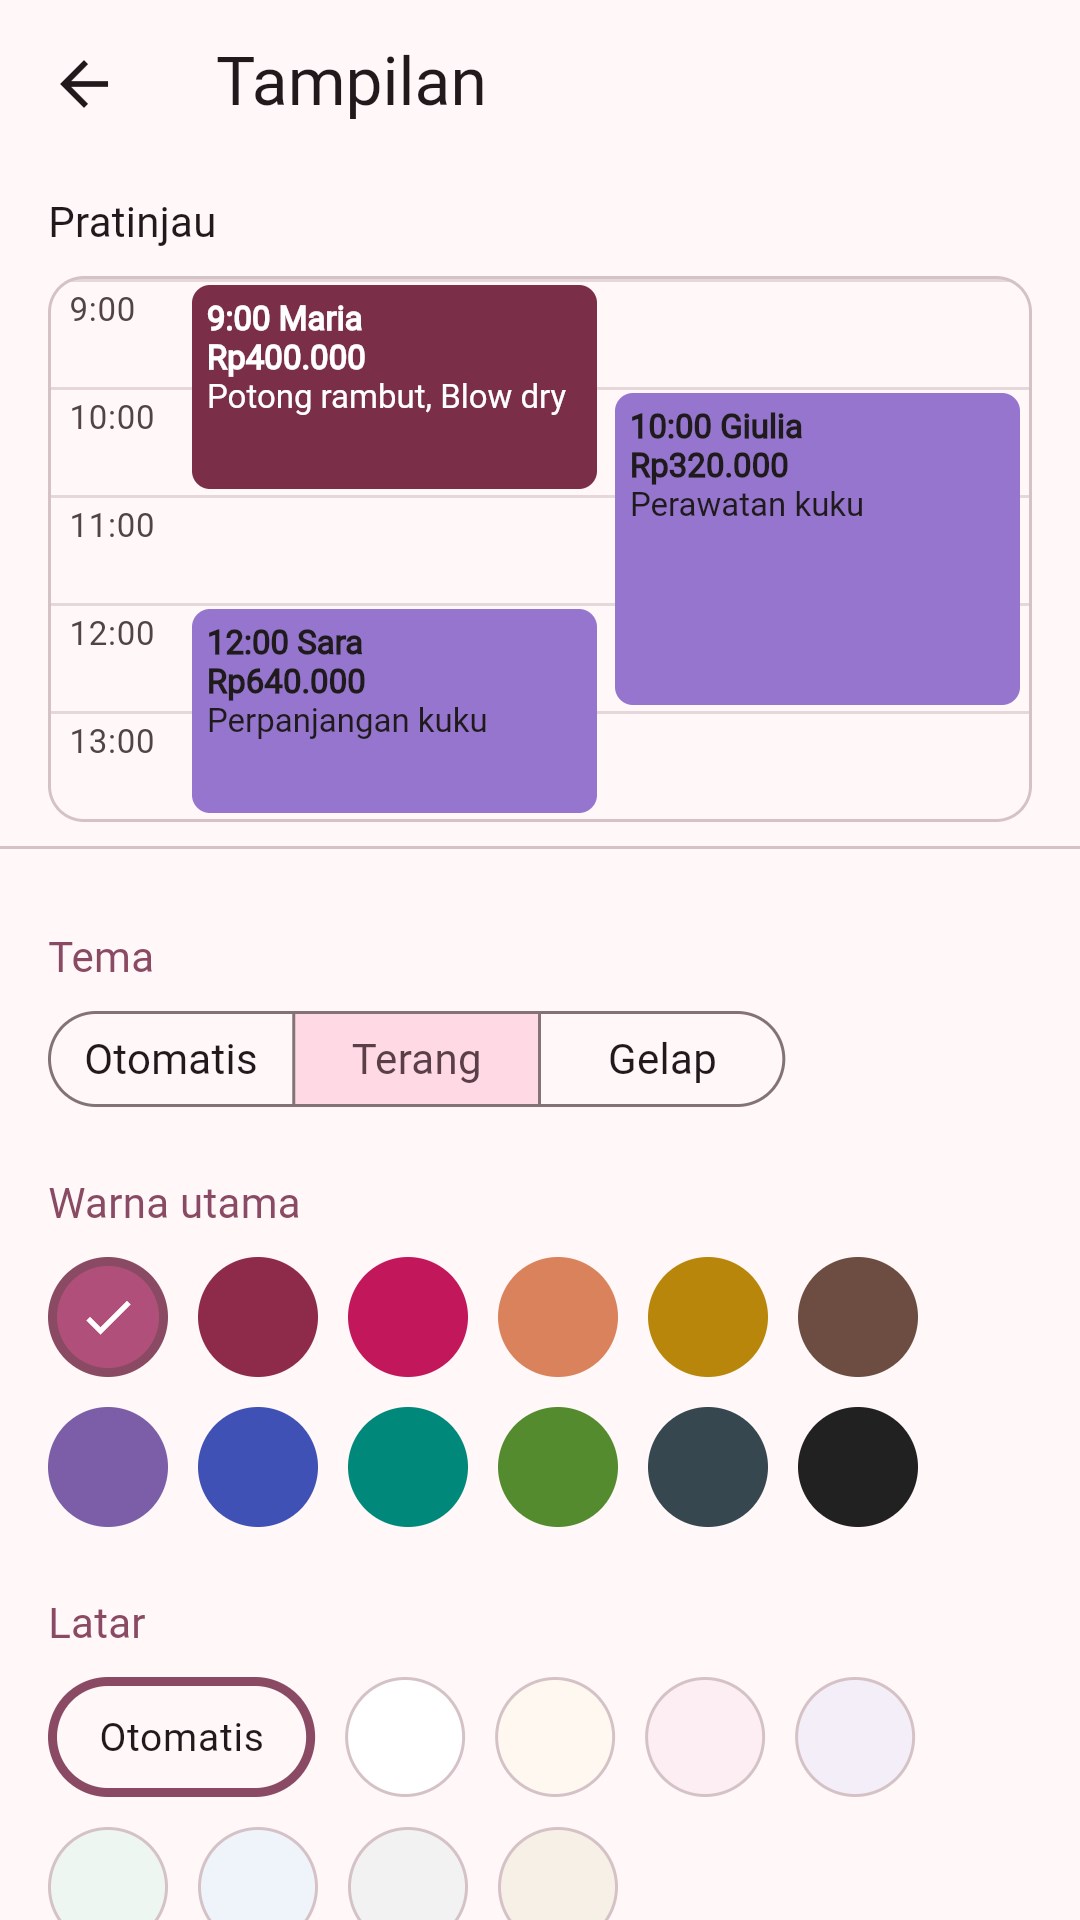 Tampilan
Pratinjau
9:00
9:00 Maria
Rp400.000
Potong rambut, Blow dry
10:00
10:00 Giulia
Rp320.000
Perawatan kuku
11:00
12:00
12:00 Sara
Rp640.000
Perpanjangan kuku
13:00
Tema
Otomatis
Terang
Gelap
Warna utama
Latar
Otomatis